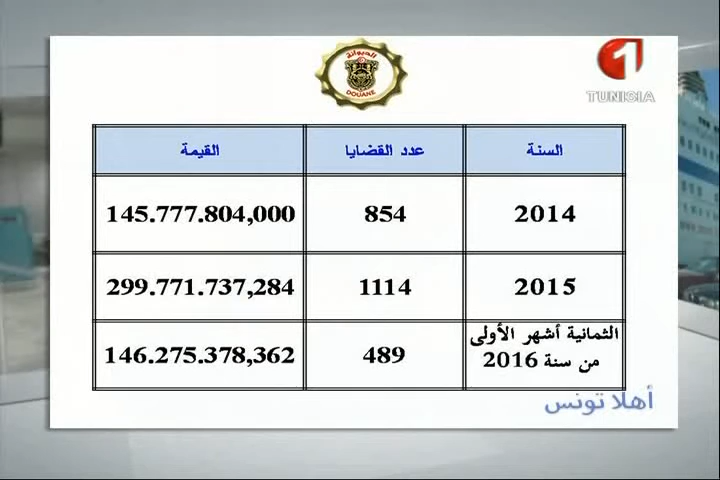 الديوانة
DOUANE
1
TUNISIA
السنة عدد القضايا القيمة
2014 854 145.777.804,000
2015 1114 299.771.737,284
الثمانية أشهر الأولى
من سنة 2016 489 146.275.378,362
أهلا تونس